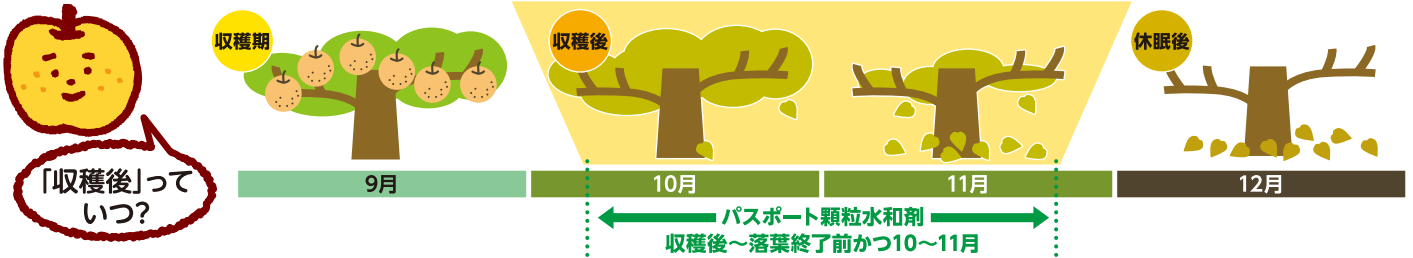 「収穫後」って
いつ?
収穫期
収穫後
休眠後
9月
10月
11月
12月
パスポート顆粒水和剤
収穫後～落葉終了前かつ10～11月